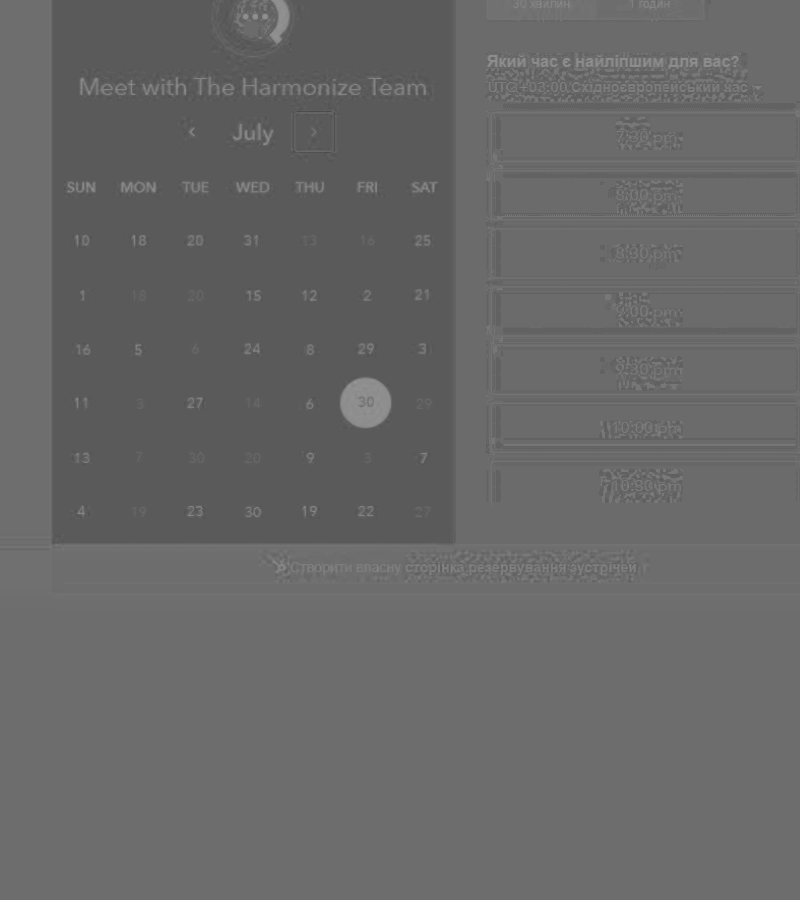 30 хвилин 1 годин
Meet with The Harmonize Team
‹ July ›
SUN MON TUE WED THU FRI SAT
10 18 20 31 13 16 25
1 18 20 15 12 2 21
16 5 6 24 8 29 3
11 3 27 14 6 30 29
13 7 30 20 9 3 7
4 19 23 30 19 22 27
Який час є найліпшим для вас?
UTC +03:00 Східноєвропейський час
7:30 pm
8:00 pm
8:30 pm
9:00 pm
9:30 pm
10:00 pm
10:30 pm
Створити власну сторінка резервування зустрічей